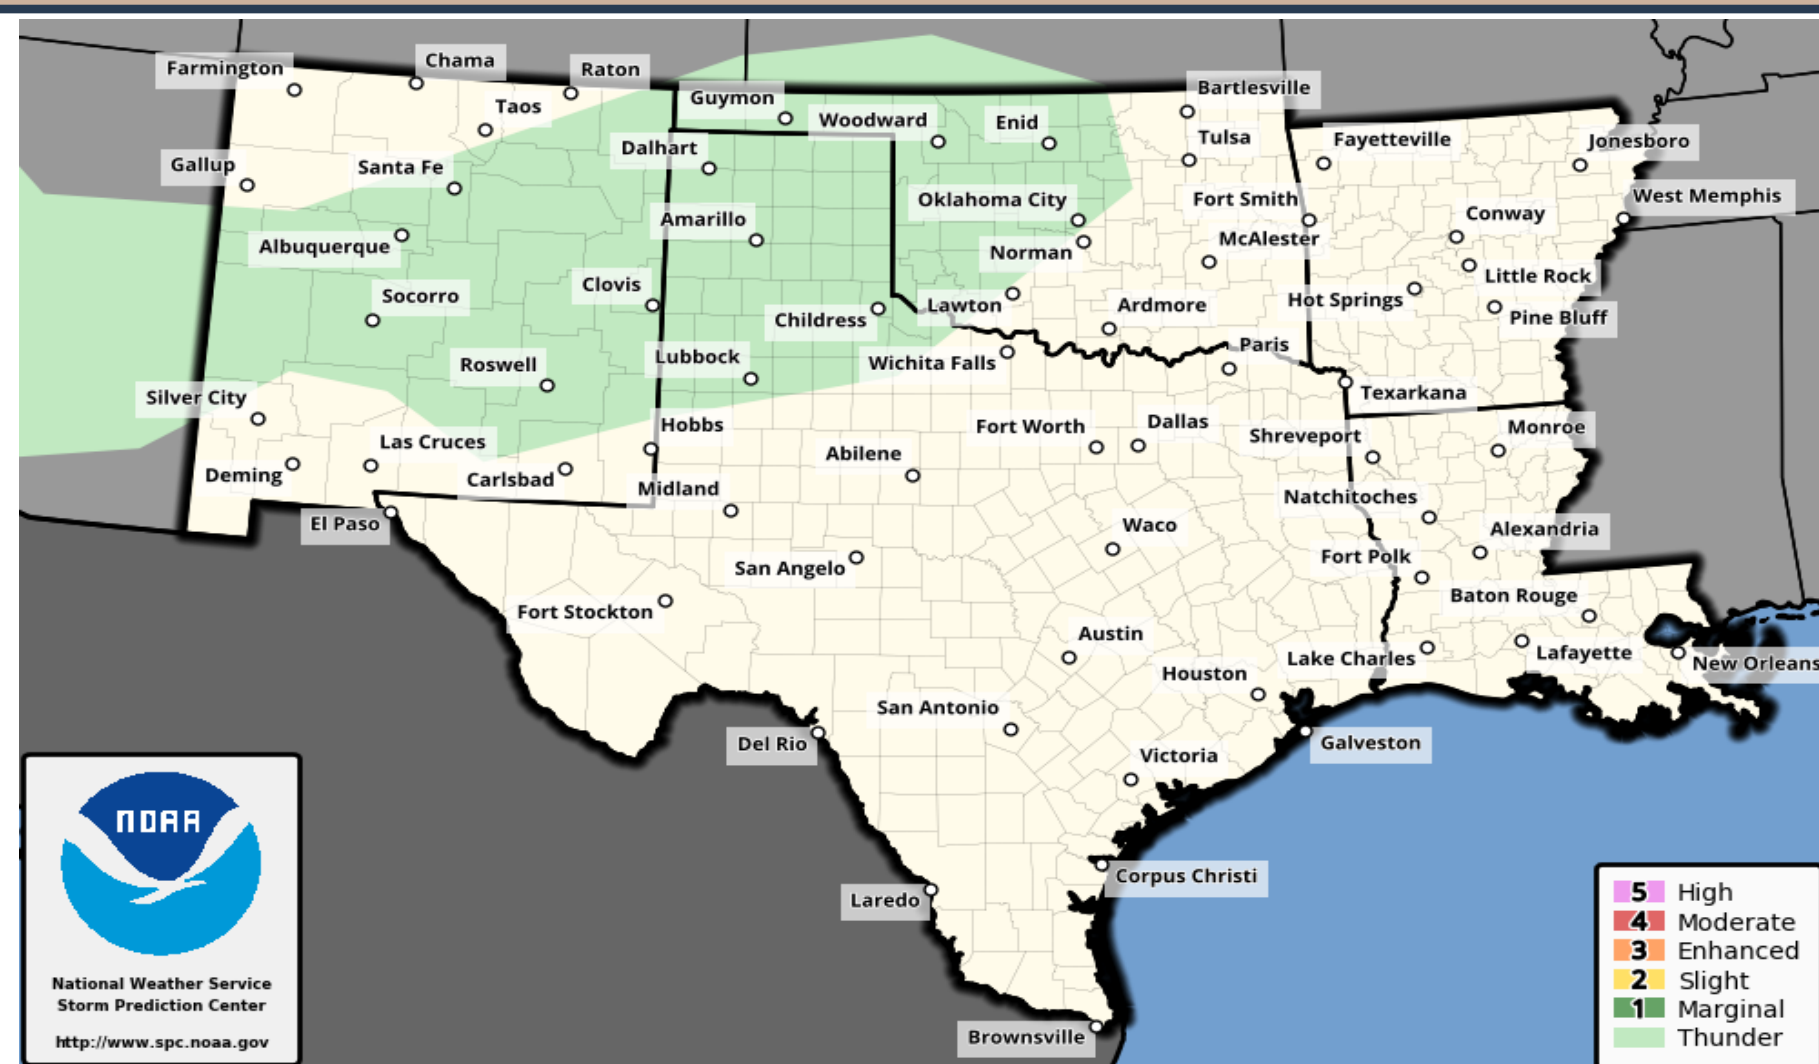 Farmington
Chama
Raton
Taos
Guymon
Woodward
Enid
Bartlesville
Tulsa
Fayetteville
Jonesboro
Gallup
Santa Fe
Dalhart
Oklahoma City
Fort Smith
West Memphis
Amarillo
Conway
Albuquerque
Norman
McAlester
Little Rock
Socorro
Clovis
Childress
Lawton
Ardmore
Hot Springs
Pine Bluff
Roswell
Lubbock
Wichita Falls
Paris
Silver City
Texarkana
Las Cruces
Hobbs
Abilene
Fort Worth
Dallas
Shreveport
Monroe
Deming
Carlsbad
Midland
Natchitoches
El Paso
Waco
Alexandria
San Angelo
Fort Polk
Fort Stockton
Baton Rouge
Austin
Lake Charles
Lafayette
New Orleans
Houston
San Antonio
Del Rio
Galveston
Victoria
Corpus Christi
Laredo
Brownsville
NOAA
National Weather Service
Storm Prediction Center
http://www.spc.noaa.gov
5 High
4 Moderate
3 Enhanced
2 Slight
1 Marginal
Thunder